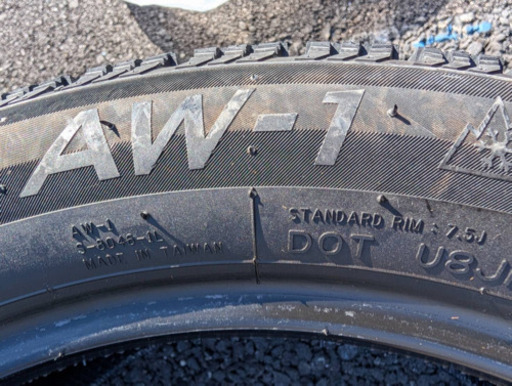 AW-1
AW-1
MADE IN TAIWAN
STANDARD RIM : 7.5J
DOT U8J